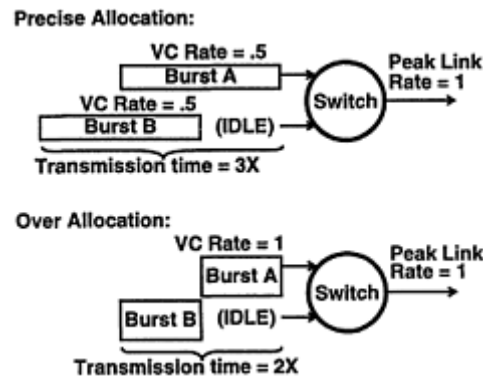 Precise Allocation:
VC Rate = .5
Burst A
Peak Link
Rate = 1
Switch
VC Rate = .5
Burst B (IDLE)
Transmission time = 3X
Over Allocation:
VC Rate = 1
Burst A
Peak Link
Rate = 1
Switch
Burst B (IDLE)
Transmission time = 2X